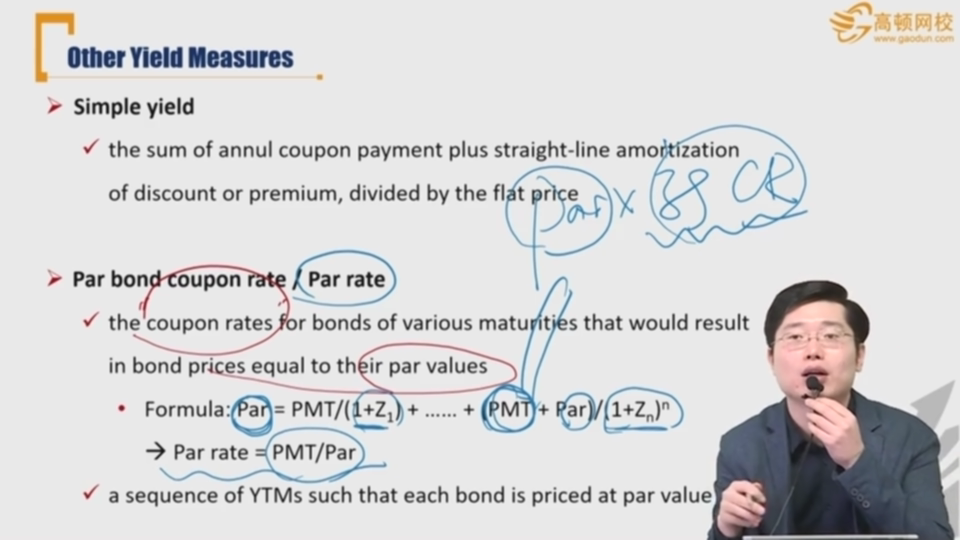 高顿网校
www.gaodun.com
Other Yield Measures
➢ Simple yield
✓ the sum of annul coupon payment plus straight-line amortization
of discount or premium, divided by the flat price
Par ×
CR
➢ Par bond coupon rate / Par rate
✓ the coupon rates for bonds of various maturities that would result
in bond prices equal to their par values
• Formula: Par = PMT/(1+Z₁) + …… + (PMT + Par)/(1+Zₙ)ⁿ
→ Par rate = PMT/Par
✓ a sequence of YTMs such that each bond is priced at par value